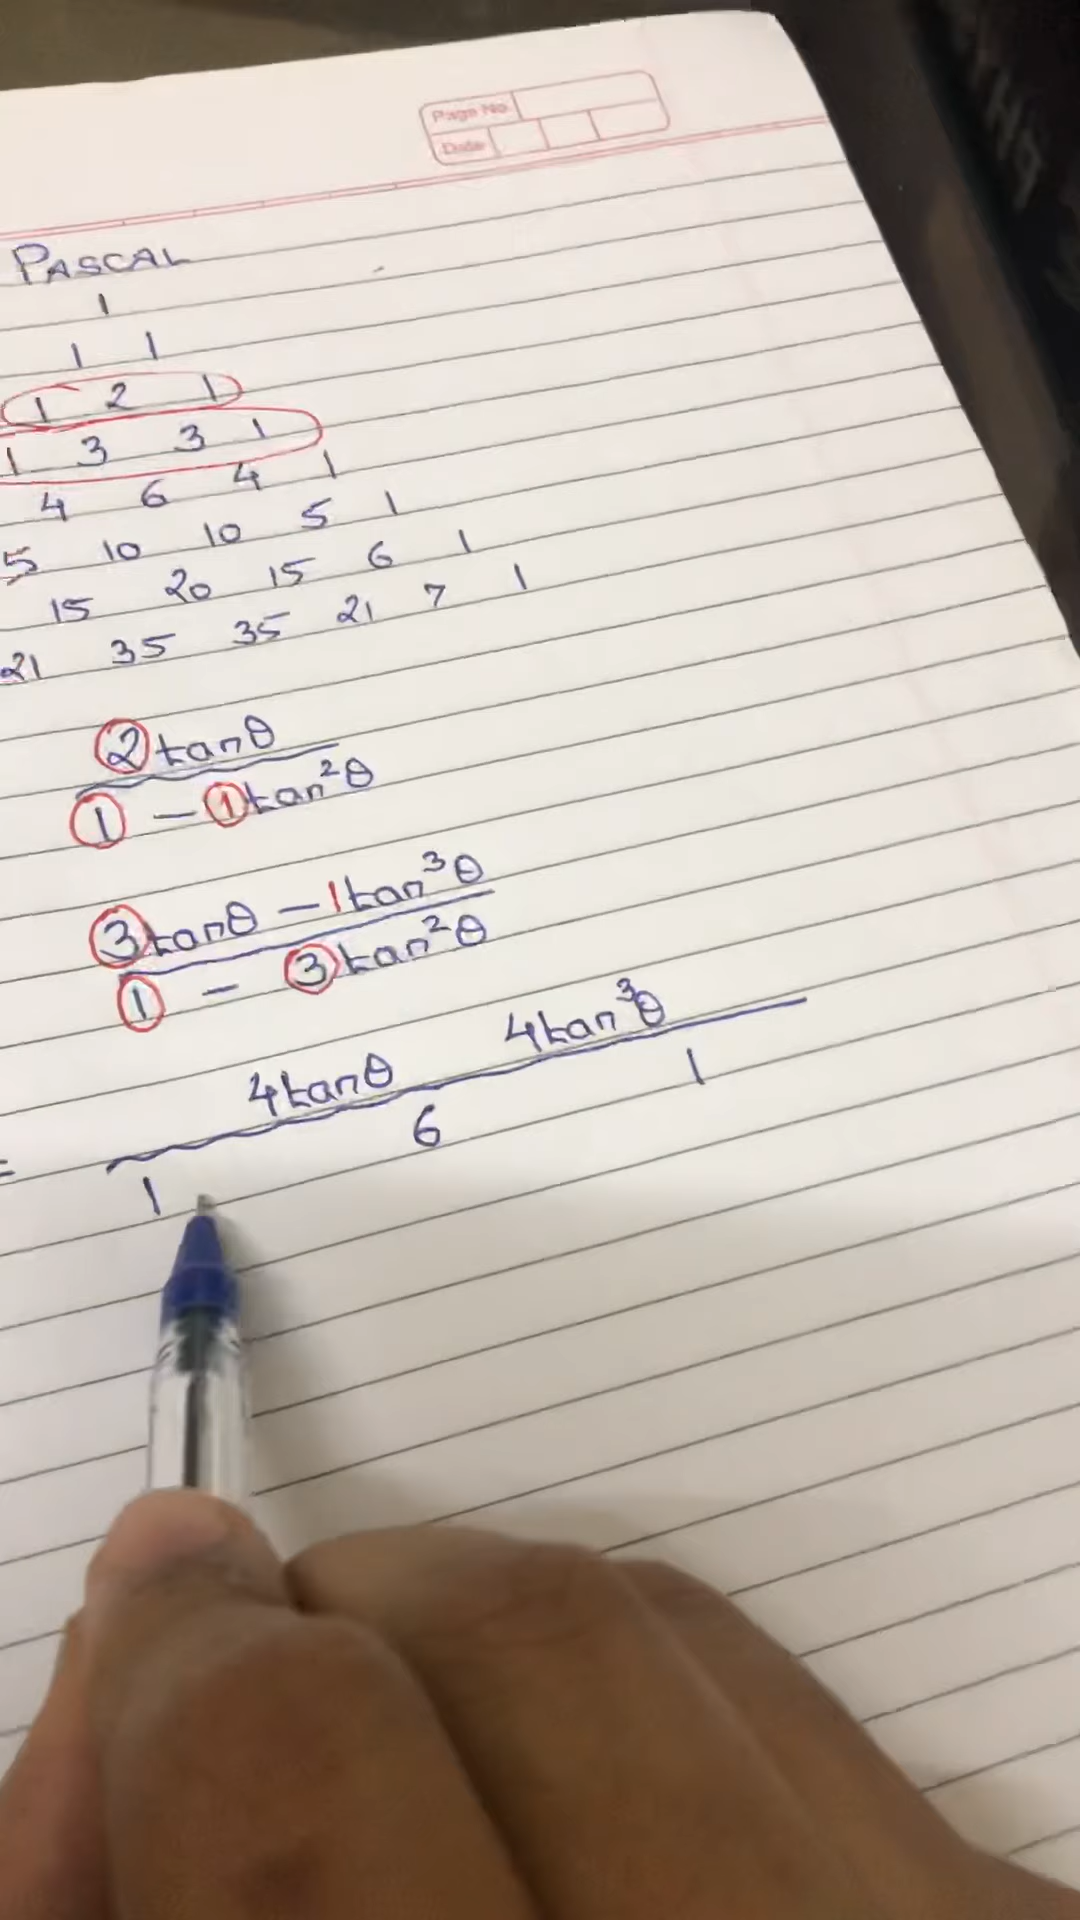 Page No
Date
PASCAL
1
1 1
1 2 1
1 3 3 1
4 6 4 1
5 10 10 5 1
15 20 15 6 1
21 35 35 21 7 1
2tanθ
1 - 1tan²θ
3tanθ - 1tan³θ
1 - 3tan²θ
4tanθ 4tan³θ
=
1 6 1